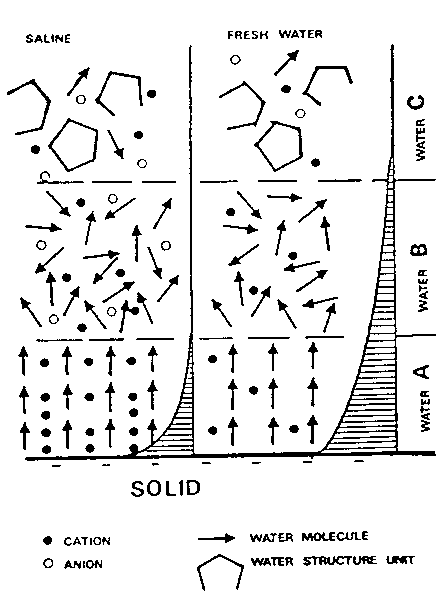 SALINE
FRESH WATER
WATER C
WATER B
WATER A
SOLID
CATION
ANION
WATER MOLECULE
WATER STRUCTURE UNIT